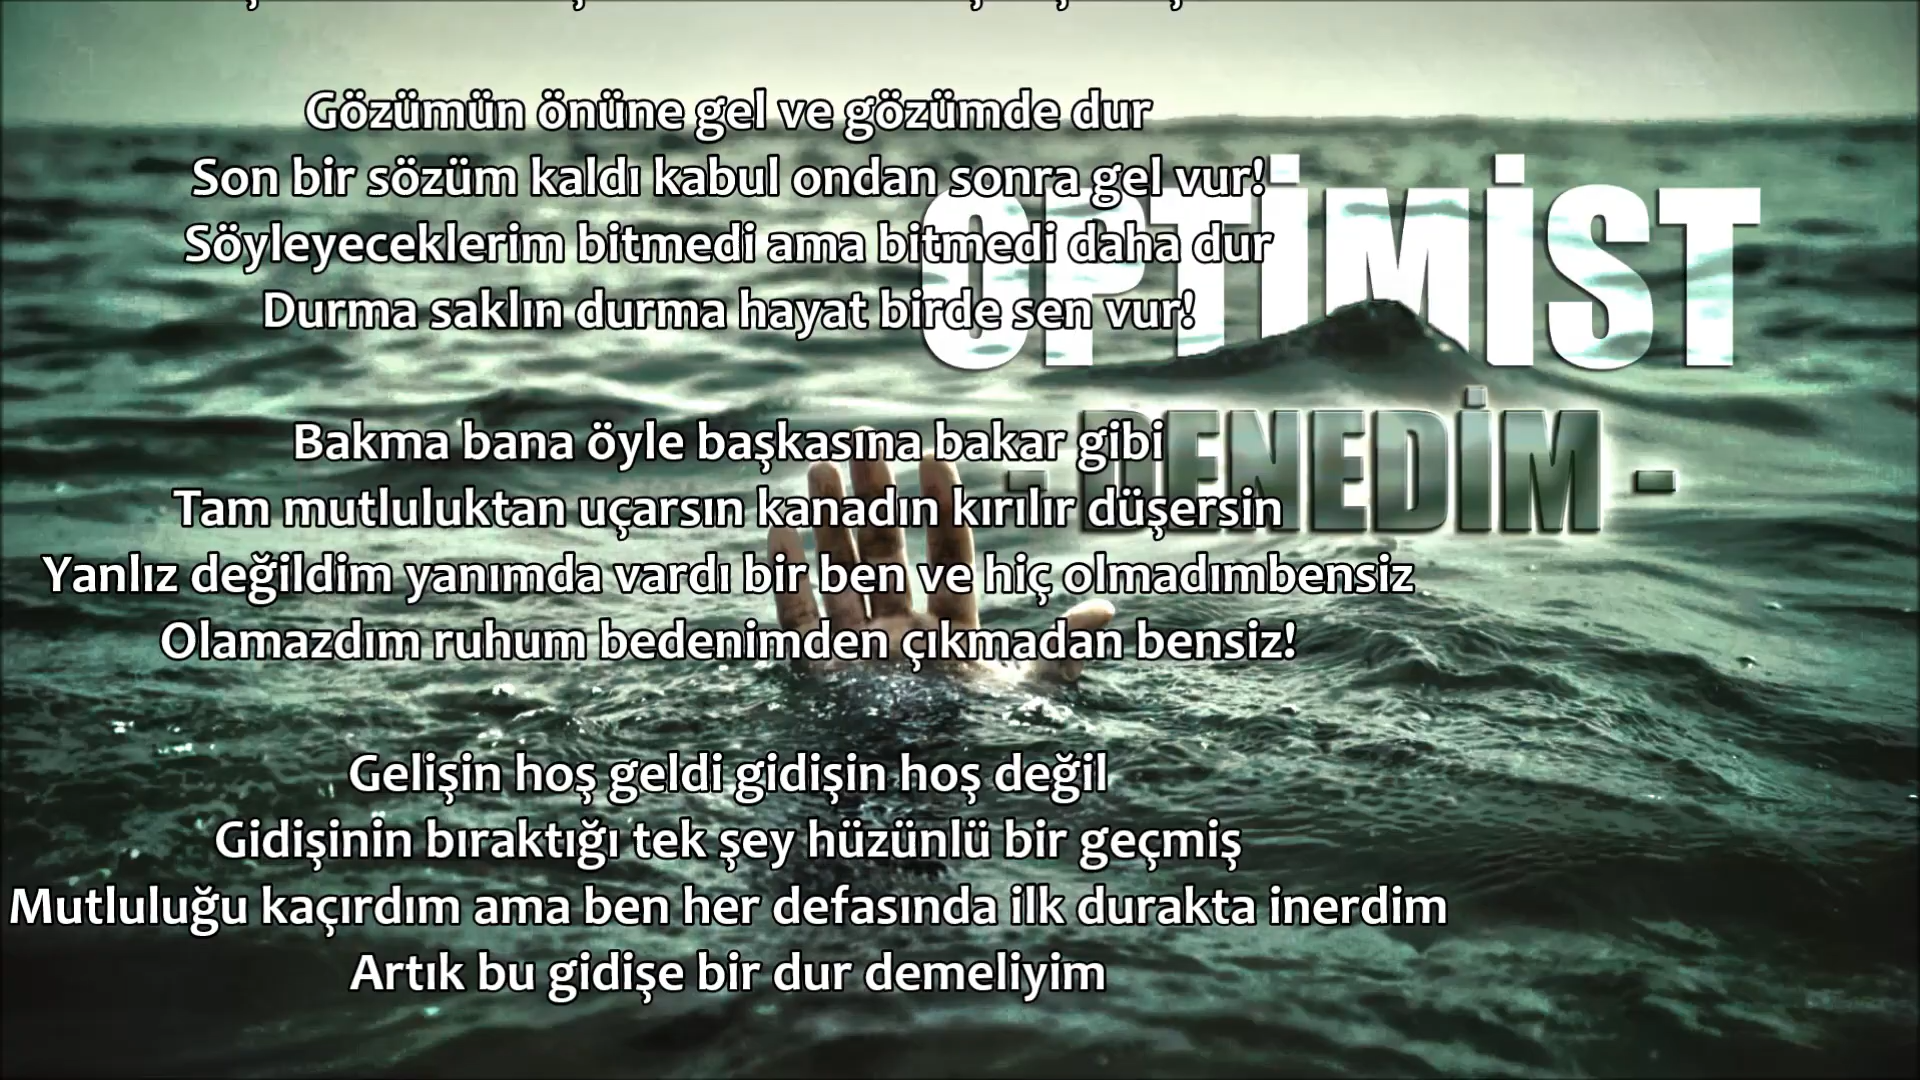 Gözümün önüne gel ve gözümde dur
Son bir sözüm kaldı kabul ondan sonra gel vur!
Söyleyeceklerim bitmedi ama bitmedi daha dur
Durma saklın durma hayat birde sen vur!
OPTİMİST
- DENEDİM -
Bakma bana öyle başkasına bakar gibi
Tam mutluluktan uçarsın kanadın kırılır düşersin
Yanlız değildim yanımda vardı bir ben ve hiç olmadımbensiz
Olamazdım ruhum bedenimden çıkmadan bensiz!
Gelişin hoş geldi gidişin hoş değil
Gidişinin bıraktığı tek şey hüzünlü bir geçmiş
Mutluluğu kaçırdım ama ben her defasında ilk durakta inerdim
Artık bu gidişe bir dur demeliyim